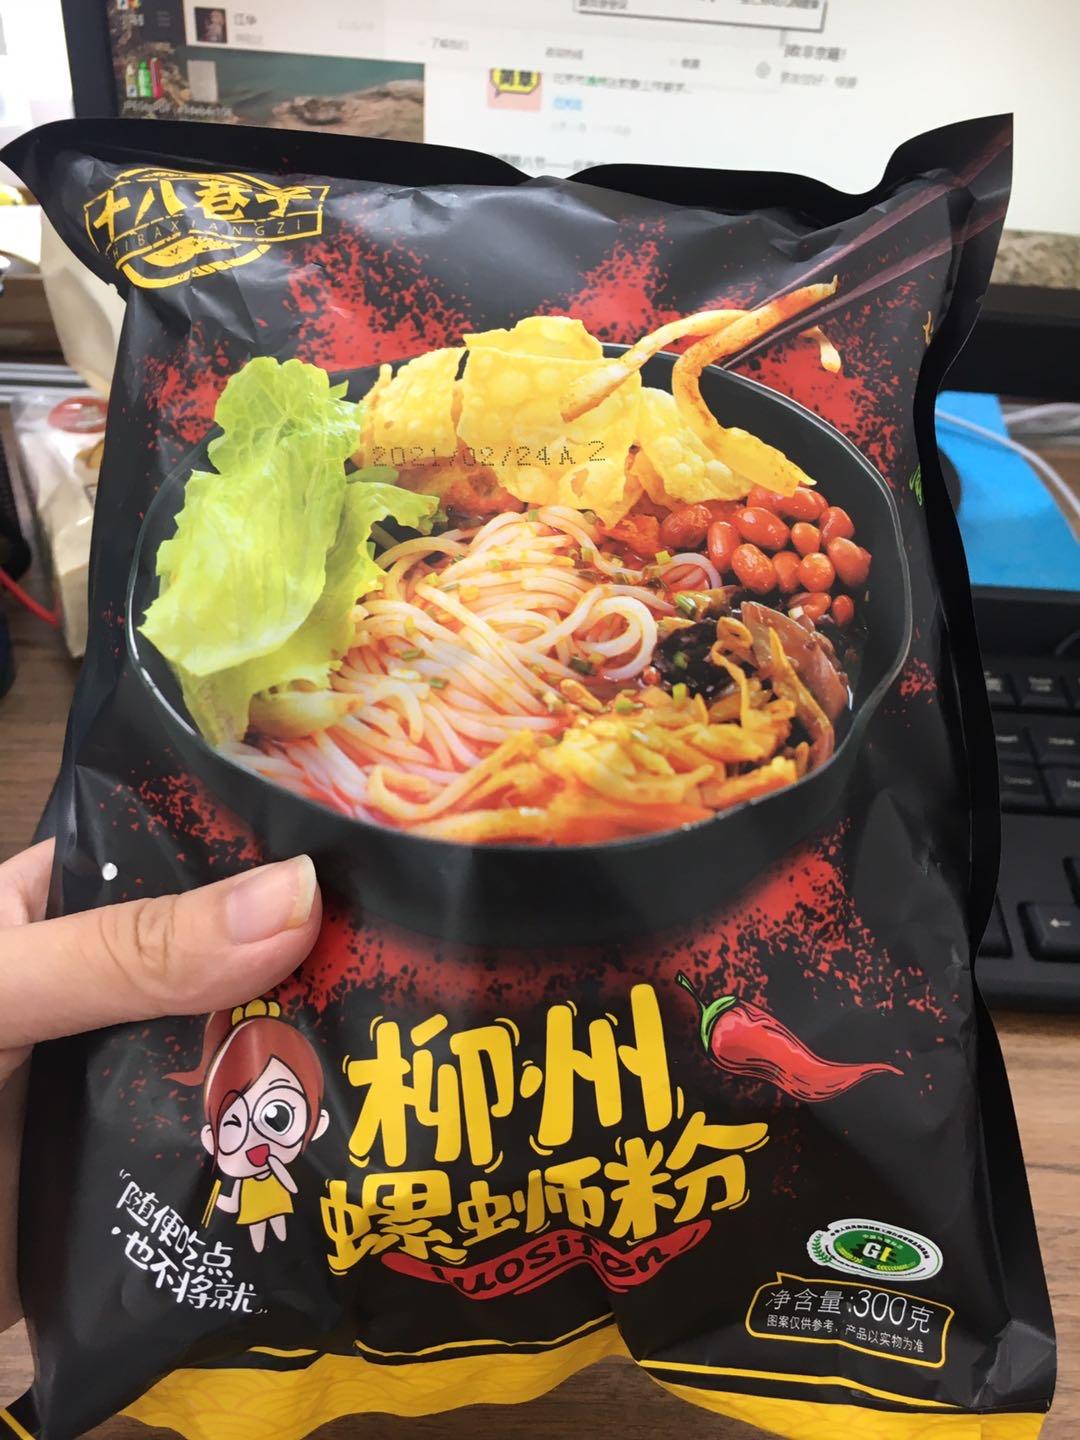 十八巷子
HIBAXIANGZI
2021/02/24A 2
柳州
螺蛳粉
luosifen
“随便吃点
也不将就”
GI
净含量:300克
图案仅供参考，产品以实物为准